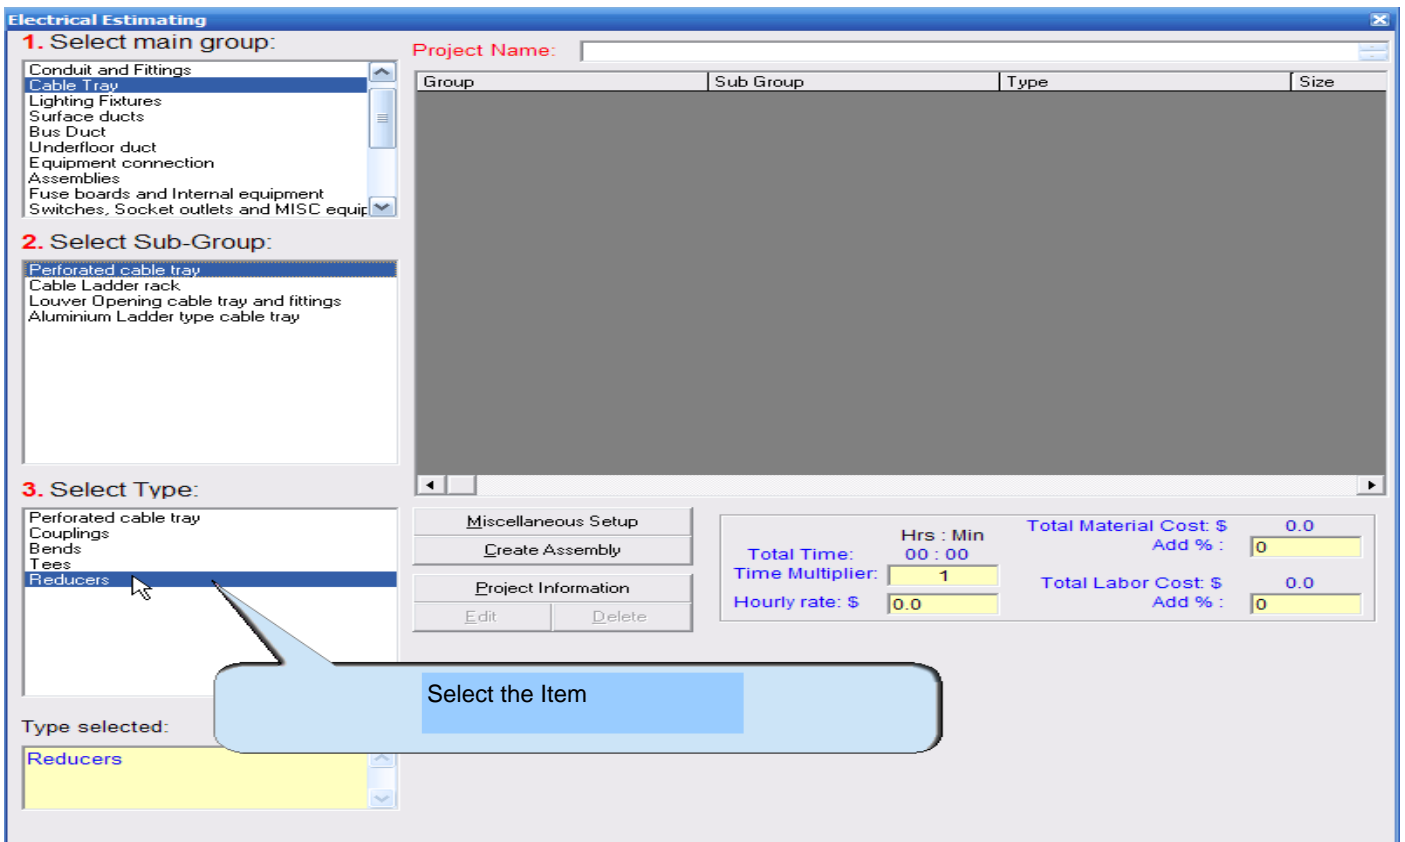 Electrical Estimating
1. Select main group:
Conduit and Fittings
Cable Tray
Lighting Fixtures
Surface ducts
Bus Duct
Underfloor duct
Equipment connection
Assemblies
Fuse boards and Internal equipment
Switches, Socket outlets and MISC equip
2. Select Sub-Group:
Perforated cable tray
Cable Ladder rack
Louver Opening cable tray and fittings
Aluminium Ladder type cable tray
3. Select Type:
Perforated cable tray
Couplings
Bends
Tees
Reducers
Type selected:
Reducers
Project Name:
Group Sub Group Type Size
Miscellaneous Setup
Create Assembly
Project Information
Edit Delete
Hrs : Min
Total Time: 00 : 00
Time Multiplier: 1
Hourly rate: $ 0.0
Total Material Cost: $ 0.0
Add % : 0
Total Labor Cost: $ 0.0
Add % : 0
Select the Item